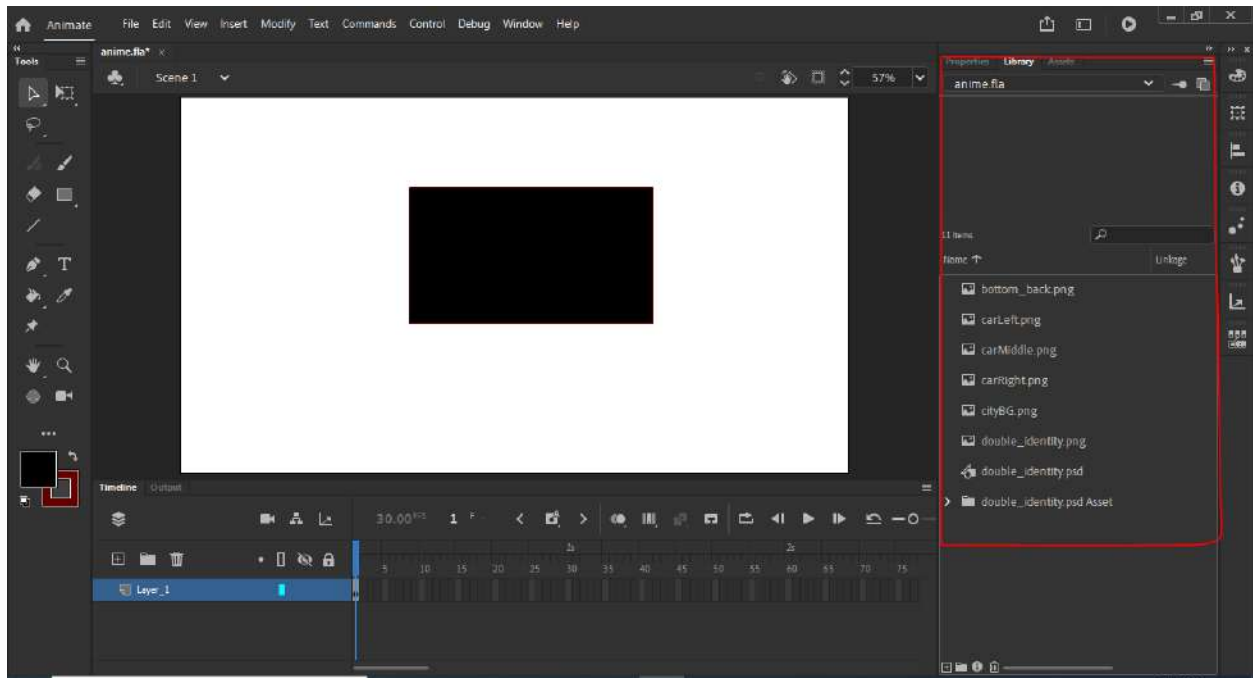 Animate File Edit View Insert Modify Text Commands Control Debug Window Help
anime.fla* ×
Tools
Scene 1
57%
Properties Library Assets
anime.fla
11 items
Name ↑ Linkage
bottom_back.png
carLeft.png
carMiddle.png
carRight.png
cityBG.png
double_identity.png
double_identity.psd
double_identity.psd Asset
T
Timeline Output
30.00 FPS 1 F
1s 2s
5 10 15 20 25 30 35 40 45 50 55 60 65 70 75
Layer_1